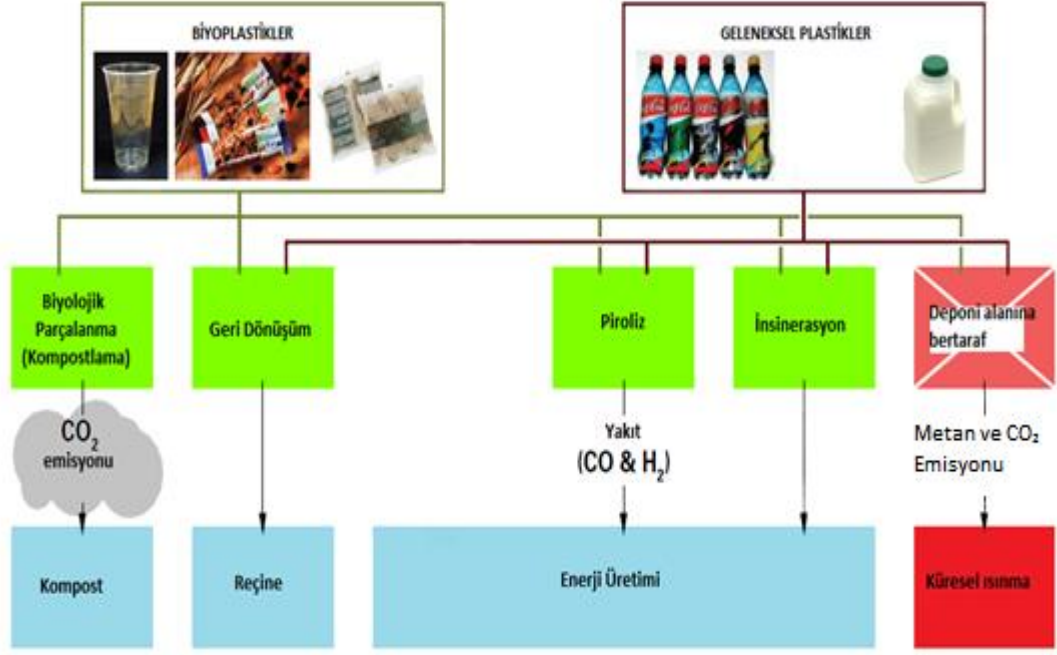 BİYOPLASTİKLER
GELENEKSEL PLASTİKLER
Biyolojik
Parçalanma
(Kompostlama)
Geri Dönüşüm
Piroliz
İnsinerasyon
Deponi alanına
bertaraf
CO₂
emisyonu
Yakıt
(CO & H₂)
Metan ve CO₂
Emisyonu
Kompost
Reçine
Enerji Üretimi
Küresel ısınma